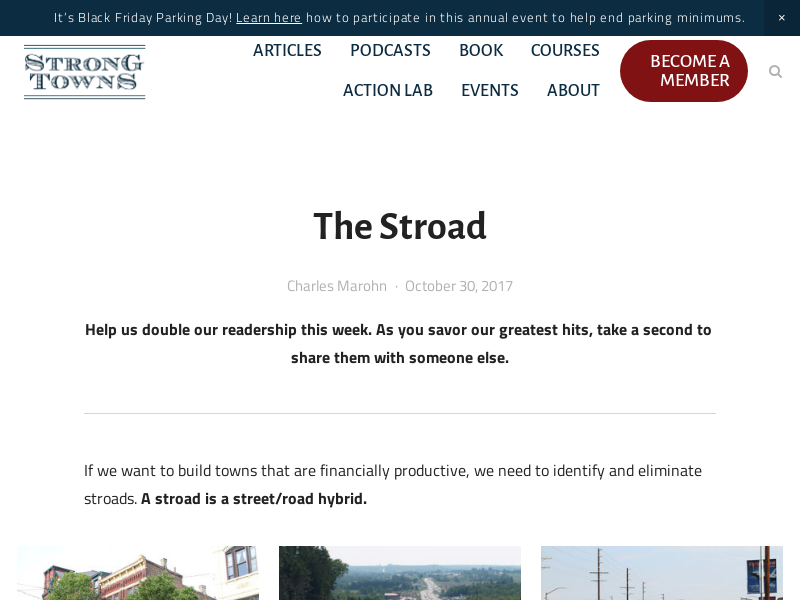 It's Black Friday Parking Day! Learn here how to participate in this annual event to help end parking minimums.
×
STRONG
TOWNS
ARTICLES PODCASTS BOOK COURSES
ACTION LAB EVENTS ABOUT
BECOME A
MEMBER
The Stroad
Charles Marohn · October 30, 2017
Help us double our readership this week. As you savor our greatest hits, take a second to
share them with someone else.
If we want to build towns that are financially productive, we need to identify and eliminate
stroads. A stroad is a street/road hybrid.